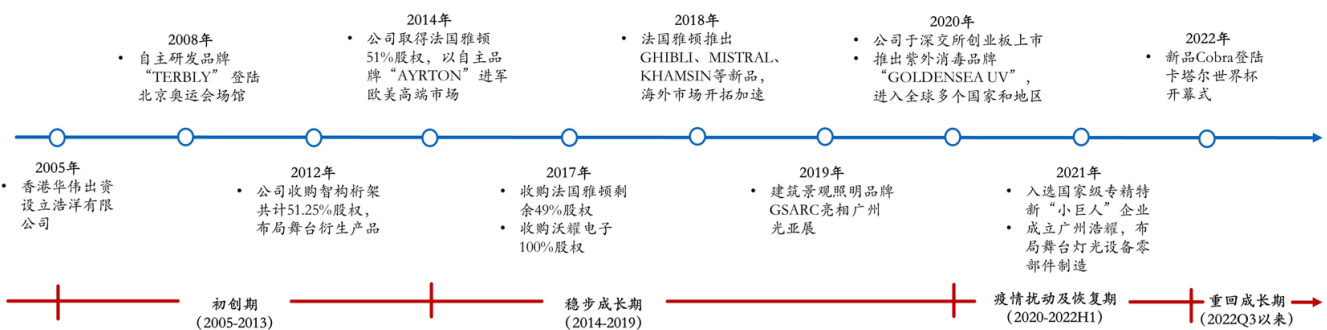 2008年
• 自主研发品牌
“TERBLY” 登陆
北京奥运会场馆
2014年
• 公司取得法国雅顿
51%股权，以自主品
牌“AYRTON”进军
欧美高端市场
2018年
• 法国雅顿推出
GHIBLI、MISTRAL、
KHAMSIN等新品，
海外市场开拓加速
2020年
• 公司于深交所创业板上市
• 推出紫外消毒品牌
“GOLDENSEA UV”，
进入全球多个国家和地区
2022年
• 新品Cobra登陆
卡塔尔世界杯
开幕式
2005年
• 香港华伟出资
设立浩洋有限
公司
2012年
• 公司收购智构桁架
共计51.25%股权，
布局舞台衍生产品
2017年
• 收购法国雅顿剩
余49%股权
• 收购沃耀电子
100%股权
2019年
• 建筑景观照明品牌
GSARC亮相广州
光亚展
2021年
• 入选国家级专精特
新“小巨人”企业
• 成立广州浩耀，布
局舞台灯光设备零
部件制造
初创期
(2005-2013)
稳步成长期
(2014-2019)
疫情扰动及恢复期
(2020-2022H1)
重回成长期
(2022Q3以来)